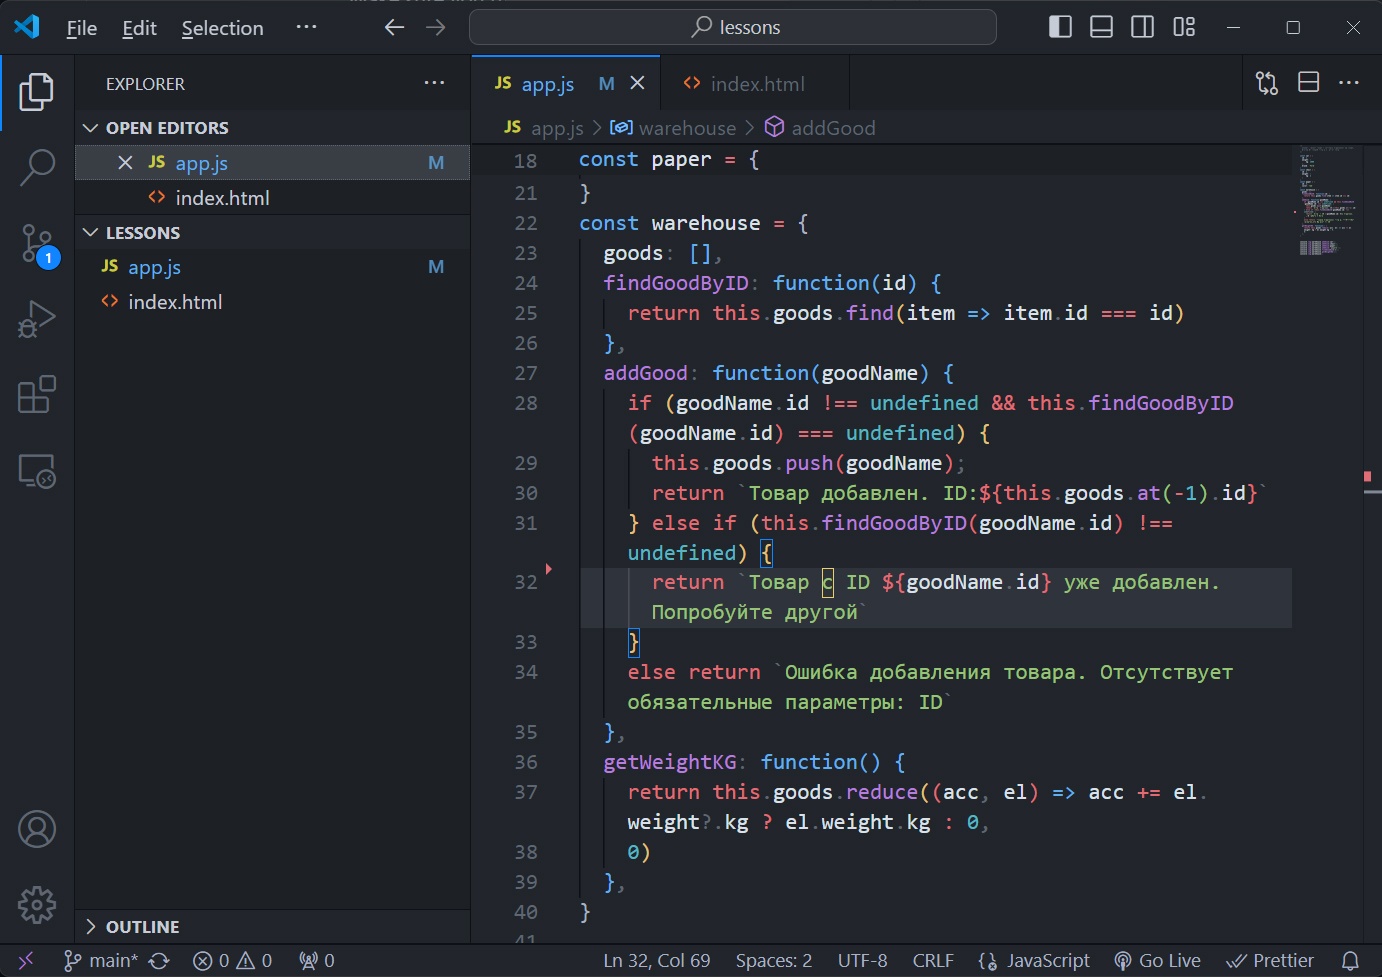 File Edit Selection ··· lessons
EXPLORER ···
OPEN EDITORS
JS app.js M
<> index.html
LESSONS
JS app.js M
<> index.html
1
OUTLINE
JS app.js M
<> index.html ···
JS app.js > warehouse > addGood
18 const paper = {
21 }
22 const warehouse = {
23 goods: [],
24 findGoodByID: function(id) {
25 return this.goods.find(item => item.id === id)
26 },
27 addGood: function(goodName) {
28 if (goodName.id !== undefined && this.findGoodByID
(goodName.id) === undefined) {
29 this.goods.push(goodName);
30 return `Товар добавлен. ID:${this.goods.at(-1).id}`
31 } else if (this.findGoodByID(goodName.id) !==
undefined) {
32 return `Товар с ID ${goodName.id} уже добавлен.
Попробуйте другой`
33 }
34 else return `Ошибка добавления товара. Отсутствует
обязательные параметры: ID`
35 },
36 getWeightKG: function() {
37 return this.goods.reduce((acc, el) => acc += el.
weight?.kg ? el.weight.kg : 0,
38 0)
39 },
40 }
41
main* 0 0 0 Ln 32, Col 69 Spaces: 2 UTF-8 CRLF {} JavaScript Go Live Prettier